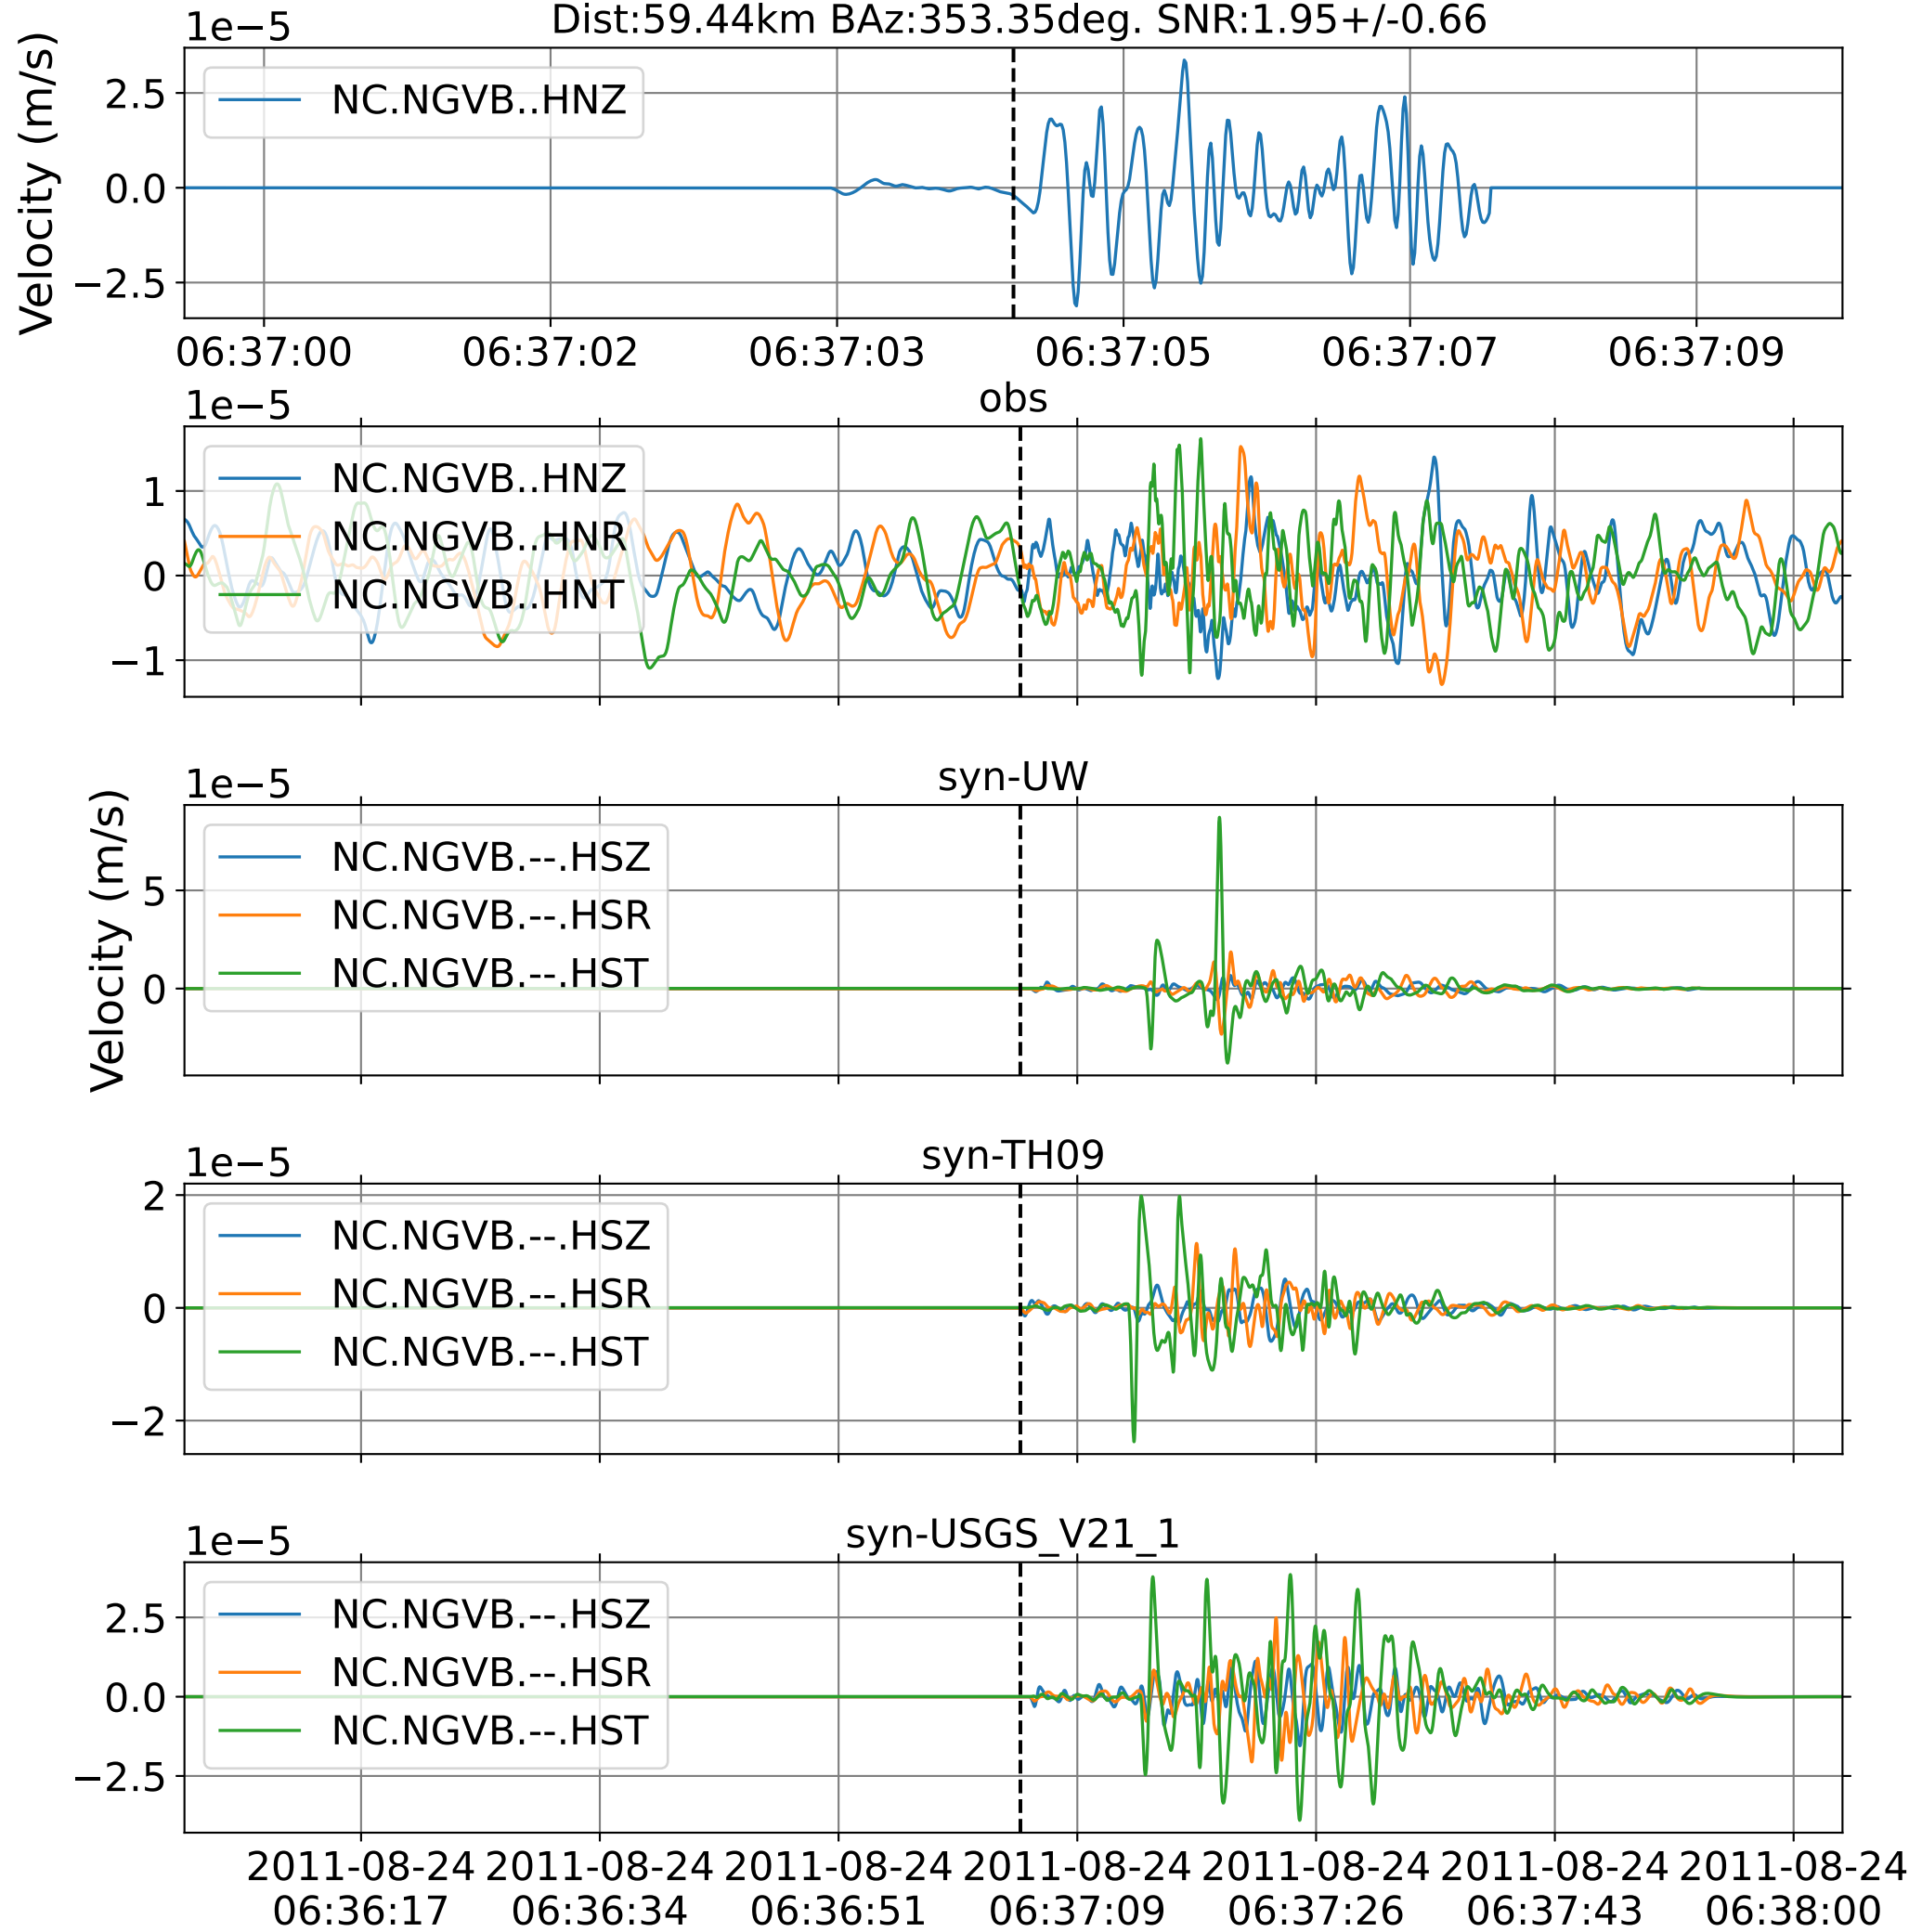 Dist:59.44km BAz:353.35deg. SNR:1.95+/-0.66
1e−5
Velocity (m/s)
2.5
0.0
−2.5
NC.NGVB..HNZ
06:37:00 06:37:02 06:37:03 06:37:05 06:37:07 06:37:09
obs
1e−5
1
0
−1
NC.NGVB..HNZ
NC.NGVB..HNR
NC.NGVB..HNT
syn-UW
1e−5
Velocity (m/s)
5
0
NC.NGVB.--.HSZ
NC.NGVB.--.HSR
NC.NGVB.--.HST
syn-TH09
1e−5
2
0
−2
NC.NGVB.--.HSZ
NC.NGVB.--.HSR
NC.NGVB.--.HST
syn-USGS_V21_1
1e−5
2.5
0.0
−2.5
NC.NGVB.--.HSZ
NC.NGVB.--.HSR
NC.NGVB.--.HST
2011-08-24 2011-08-24 2011-08-24 2011-08-24 2011-08-24 2011-08-24 2011-08-24
06:36:17 06:36:34 06:36:51 06:37:09 06:37:26 06:37:43 06:38:00